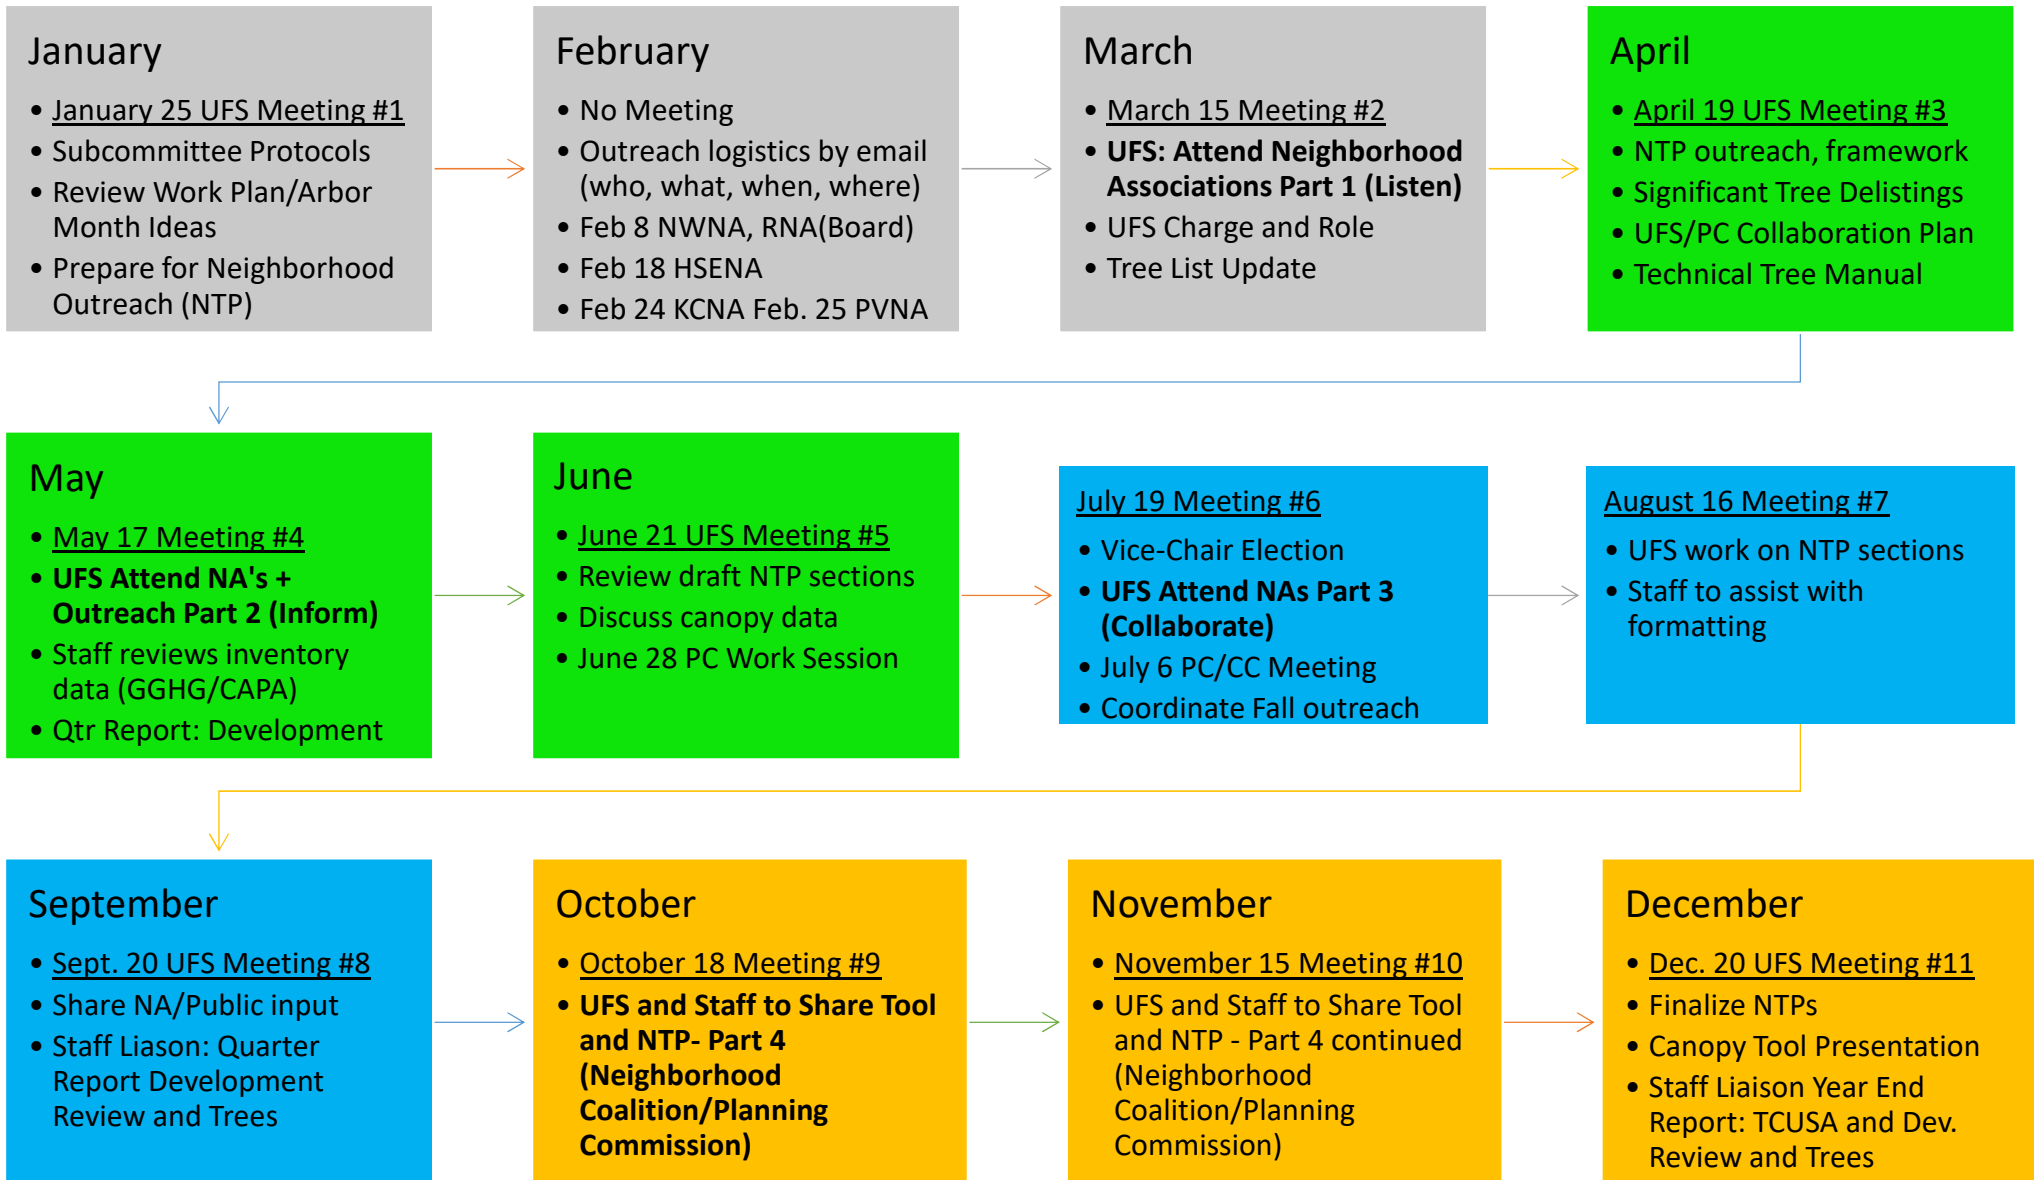 January
• January 25 UFS Meeting #1
• Subcommittee Protocols
• Review Work Plan/Arbor
Month Ideas
• Prepare for Neighborhood
Outreach (NTP)
February
• No Meeting
• Outreach logistics by email
(who, what, when, where)
• Feb 8 NWNA, RNA(Board)
• Feb 18 HSENA
• Feb 24 KCNA Feb. 25 PVNA
March
• March 15 Meeting #2
• UFS: Attend Neighborhood
Associations Part 1 (Listen)
• UFS Charge and Role
• Tree List Update
April
• April 19 UFS Meeting #3
• NTP outreach, framework
• Significant Tree Delistings
• UFS/PC Collaboration Plan
• Technical Tree Manual
May
• May 17 Meeting #4
• UFS Attend NA's +
Outreach Part 2 (Inform)
• Staff reviews inventory
data (GGHG/CAPA)
• Qtr Report: Development
June
• June 21 UFS Meeting #5
• Review draft NTP sections
• Discuss canopy data
• June 28 PC Work Session
July 19 Meeting #6
• Vice-Chair Election
• UFS Attend NAs Part 3
(Collaborate)
• July 6 PC/CC Meeting
• Coordinate Fall outreach
August 16 Meeting #7
• UFS work on NTP sections
• Staff to assist with
formatting
September
• Sept. 20 UFS Meeting #8
• Share NA/Public input
• Staff Liason: Quarter
Report Development
Review and Trees
October
• October 18 Meeting #9
• UFS and Staff to Share Tool
and NTP- Part 4
(Neighborhood
Coalition/Planning
Commission)
November
• November 15 Meeting #10
• UFS and Staff to Share Tool
and NTP - Part 4 continued
(Neighborhood
Coalition/Planning
Commission)
December
• Dec. 20 UFS Meeting #11
• Finalize NTPs
• Canopy Tool Presentation
• Staff Liaison Year End
Report: TCUSA and Dev.
Review and Trees